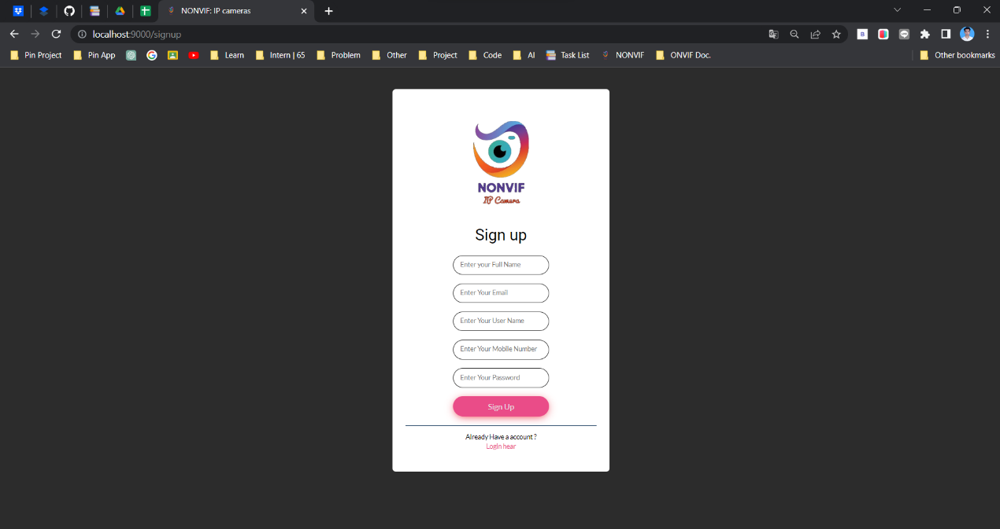 NONVIF: IP cameras
localhost:9000/signup
Pin Project Pin App Learn Intern | 65 Problem Other Project Code AI Task List NONVIF ONVIF Doc. Other bookmarks
NONVIF
IP Camera
Sign up
Enter your Full Name
Enter Your Email
Enter Your User Name
Enter Your Mobile Number
Enter Your Password
Sign Up
Already Have a account ?
Login hear